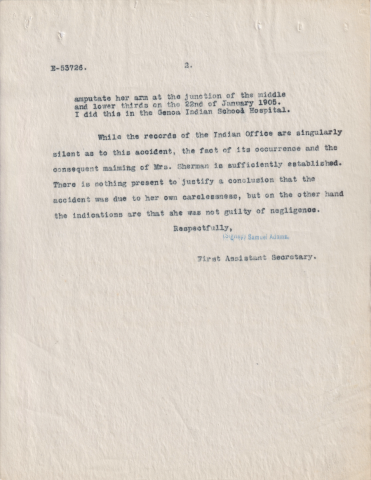 E-53726. 2.
amputate her arm at the junction of the middle
and lower thirds on the 22nd of January 1905.
I did this in the Genoa Indian School Hospital.
While the records of the Indian Office are singularly
silent as to this accident, the fact of its occurrence and the
consequent maiming of Mrs. Sherman is sufficiently established.
There is nothing present to justify a conclusion that the
accident was due to her own carelessness, but on the other hand
the indications are that she was not guilty of negligence.
Respectfully,
Samuel Adams.
First Assistant Secretary.